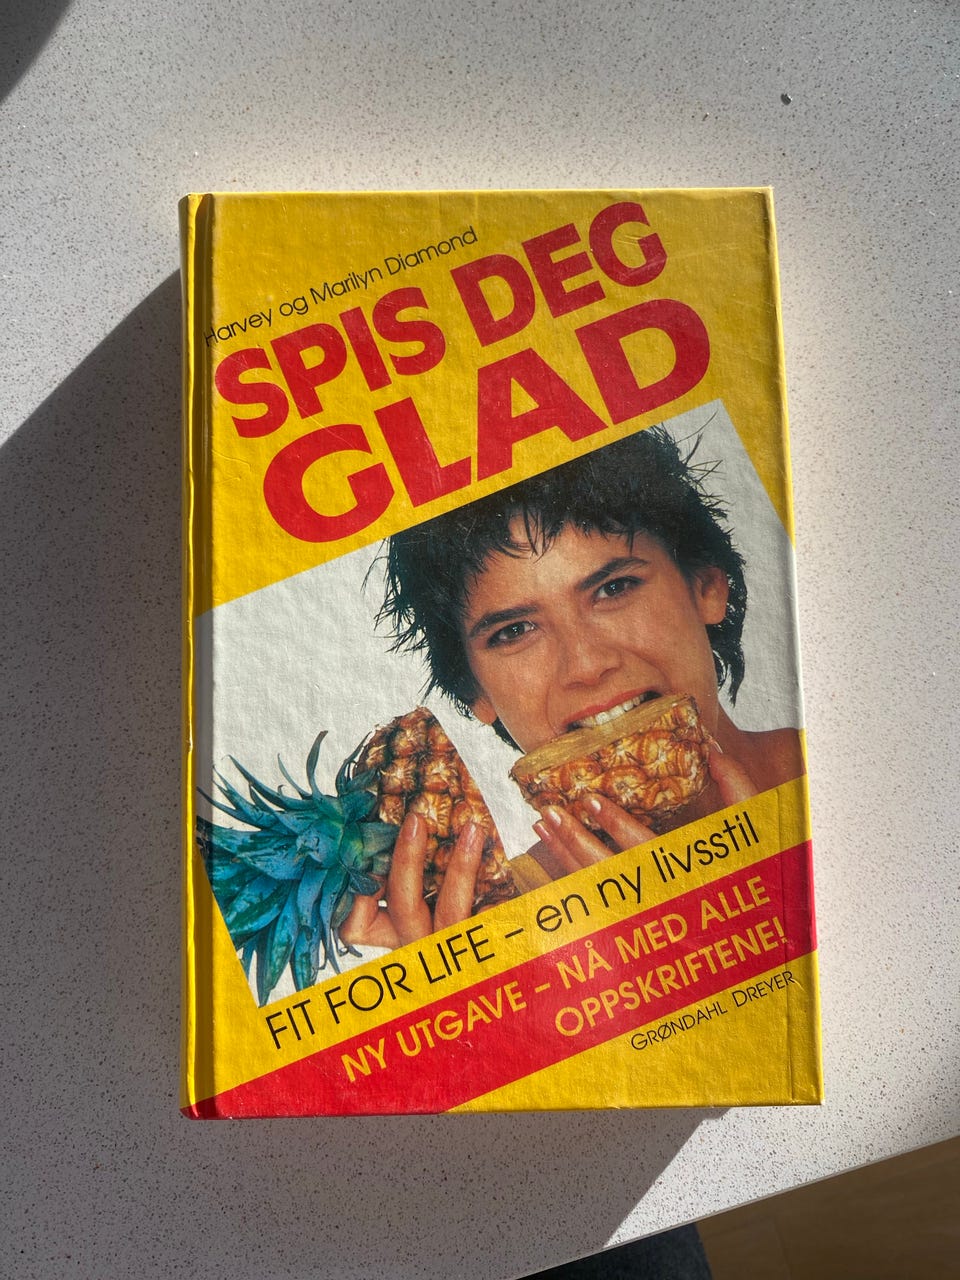 Harvey og Marilyn Diamond
SPIS DEG
GLAD
FIT FOR LIFE – en ny livsstil
NY UTGAVE – NÅ MED ALLE
OPPSKRIFTENE!
GRØNDAHL DREYER